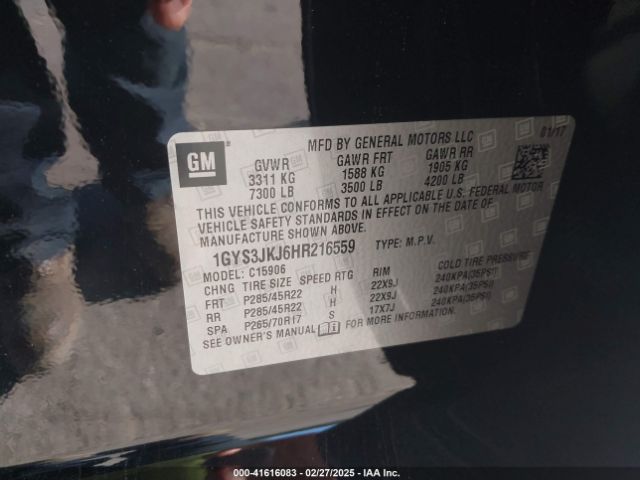 GM
MFD BY GENERAL MOTORS LLC
01/17
GVWR GAWR FRT GAWR RR
3311 KG 1588 KG 1905 KG
7300 LB 3500 LB 4200 LB
THIS VEHICLE CONFORMS TO ALL APPLICABLE U.S. FEDERAL MOTOR
VEHICLE SAFETY STANDARDS IN EFFECT ON THE DATE OF
MANUFACTURE SHOWN ABOVE.
1GYS3JKJ6HR216559 TYPE: M.P.V.
MODEL: C15906
CHNG TIRE SIZE SPEED RTG RIM COLD TIRE PRESSURE
FRT P285/45R22 H 22X9J 240KPA(35PSI)
RR P285/45R22 H 22X9J 240KPA(35PSI)
SPA P265/70R17 S 17X7J 240KPA(35PSI)
SEE OWNER'S MANUAL FOR MORE INFORMATION.
000-41616083 - 02/27/2025 - IAA Inc.